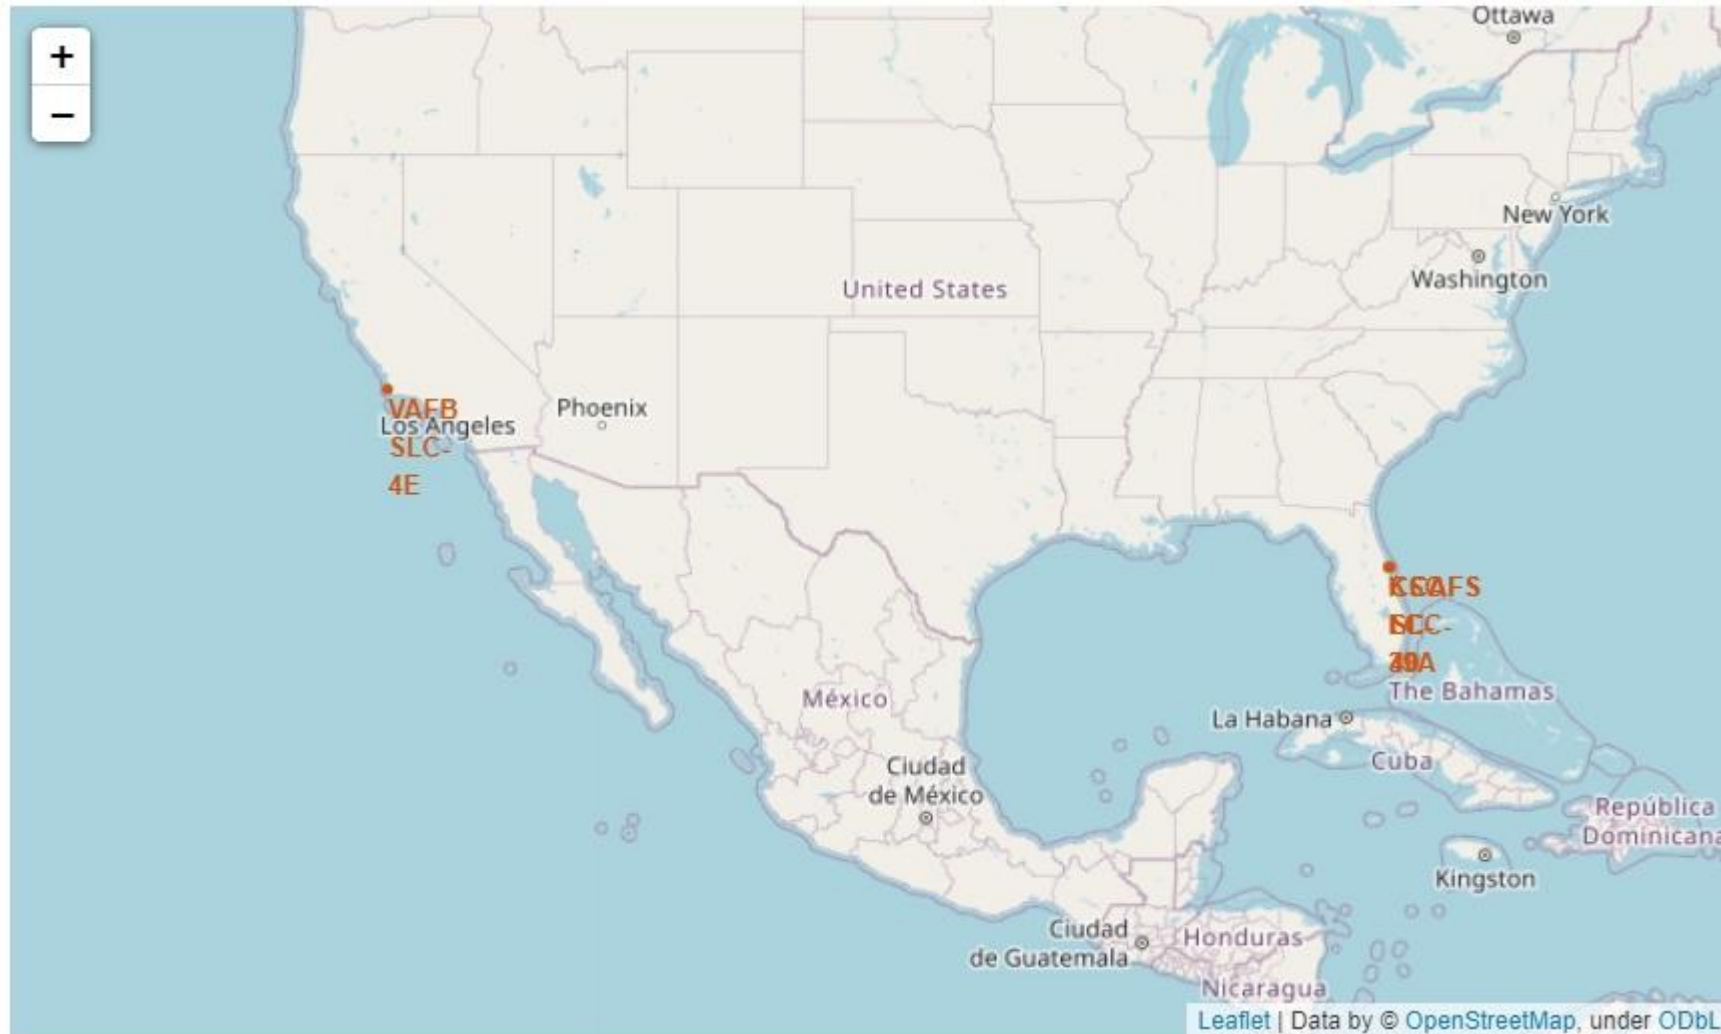 +
−
Ottawa
New York
Washington
United States
VAFB
SLC-
4E
Los Angeles
Phoenix
México
The Bahamas
La Habana
Cuba
Ciudad
de México
República
Dominicana
Kingston
Ciudad
de Guatemala
Honduras
Nicaragua
Leaflet | Data by © OpenStreetMap, under ODbL